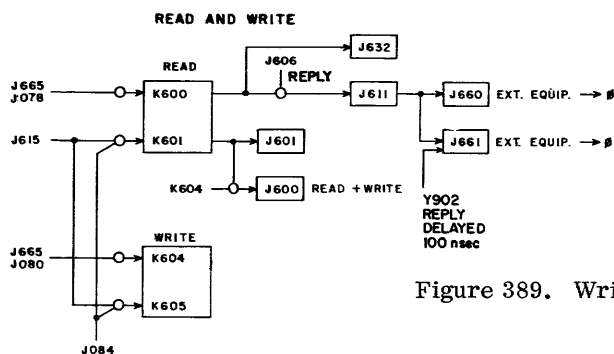 READ AND WRITE
READ
J606
REPLY
J632
J665
J078
K600
J611
J660 EXT. EQUIP. → ∅
J615
K601
J601
J661 EXT. EQUIP. → ∅
K604
J600 READ + WRITE
Y902
REPLY
DELAYED
100 nsec
WRITE
J665
J080
K604
K605
J084
Figure 389. Wri